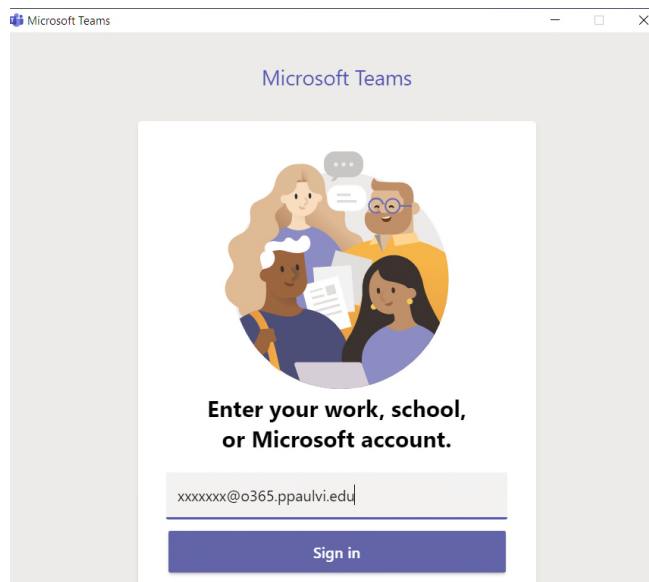 Microsoft Teams
Microsoft Teams
Enter your work, school,
or Microsoft account.
xxxxxxx@o365.ppaulvi.edu
Sign in